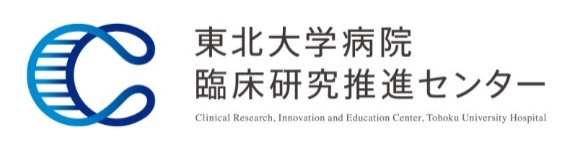 東北大学病院
臨床研究推進センター
Clinical Research, Innovation and Education Center, Tohoku University Hospital